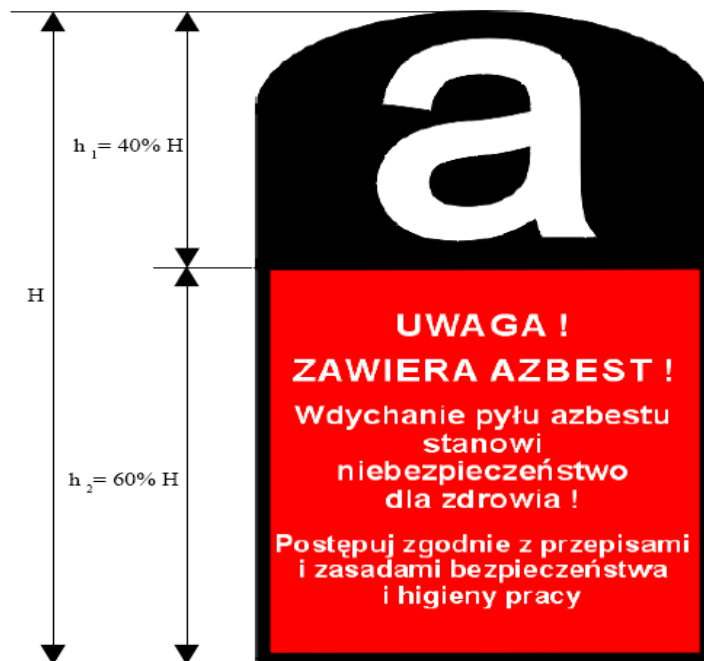 a
h 1= 40% H
H
UWAGA !
ZAWIERA AZBEST !
Wdychanie pyłu azbestu
stanowi
niebezpieczeństwo
dla zdrowia !
h 2= 60% H
Postępuj zgodnie z przepisami
i zasadami bezpieczeństwa
i higieny pracy